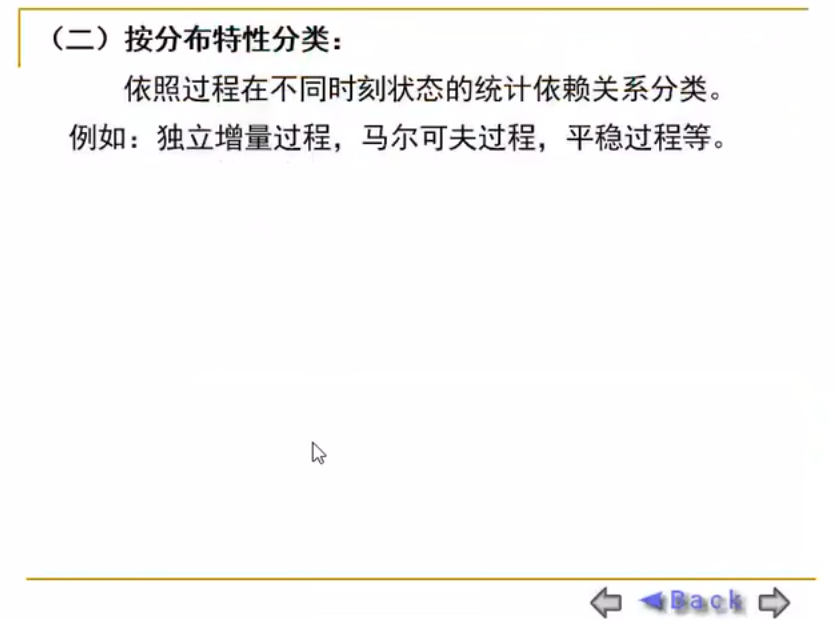 （二）按分布特性分类：
依照过程在不同时刻状态的统计依赖关系分类。
例如：独立增量过程，马尔可夫过程，平稳过程等。
Back